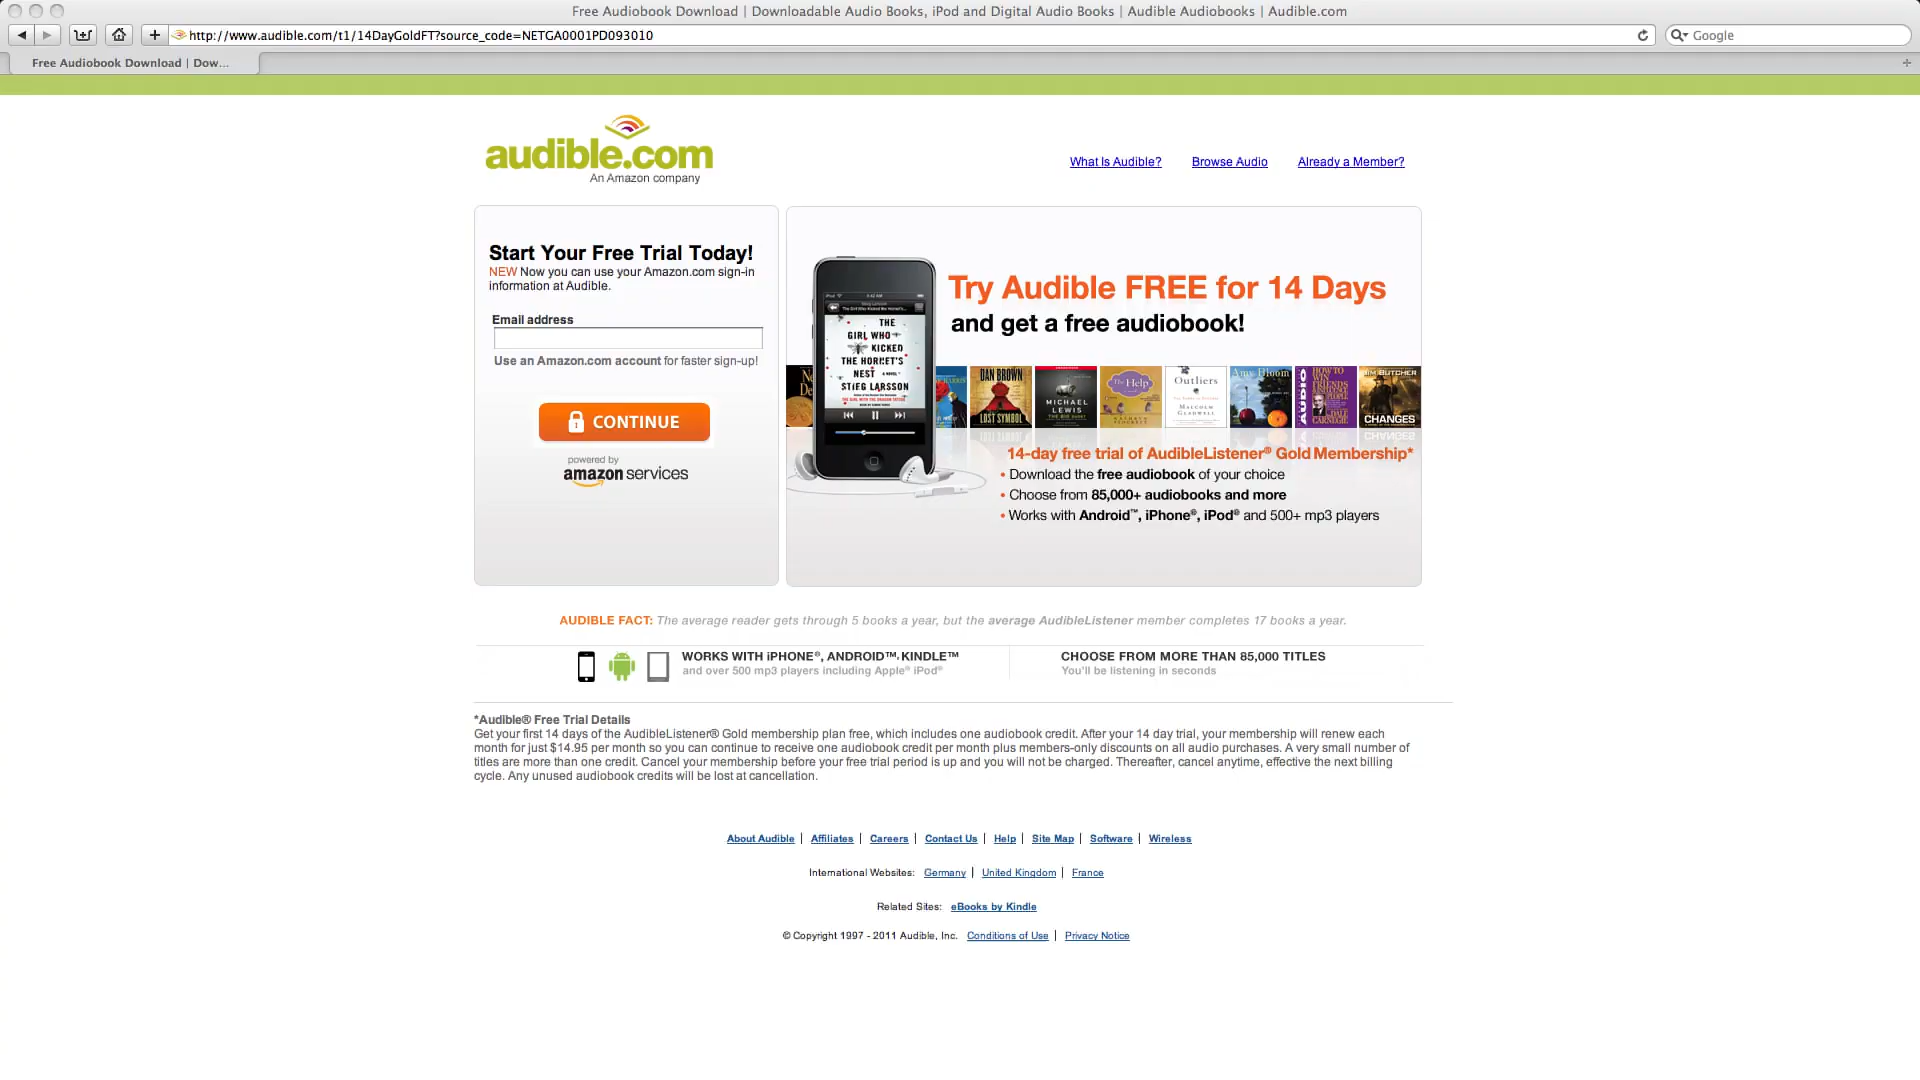 Free Audiobook Download | Downloadable Audio Books, iPod and Digital Audio Books | Audible Audiobooks | Audible.com
http://www.audible.com/t1/14DayGoldFT?source_code=NETGA0001PD093010
Google
Free Audiobook Download | Dow...
audible.com
An Amazon company
What Is Audible?
Browse Audio
Already a Member?
Start Your Free Trial Today!
NEW Now you can use your Amazon.com sign-in
information at Audible.
Email address
Use an Amazon.com account for faster sign-up!
CONTINUE
powered by
amazon services
Try Audible FREE for 14 Days
and get a free audiobook!
THE
GIRL WHO
KICKED
THE HORNET'S
NEST
STIEG LARSSON
DAN BROWN
LOST SYMBOL
MICHAEL
LEWIS
The Help
Outliers
MALCOLM
GLADWELL
Amy Bloom
AUDIO
HOW TO
WIN
FRIENDS
JIM BUTCHER
CHANGES
14-day free trial of AudibleListener® Gold Membership*
• Download the free audiobook of your choice
• Choose from 85,000+ audiobooks and more
• Works with Android™, iPhone®, iPod® and 500+ mp3 players
AUDIBLE FACT: The average reader gets through 5 books a year, but the average AudibleListener member completes 17 books a year.
WORKS WITH iPHONE®, ANDROID™, KINDLE™
and over 500 mp3 players including Apple® iPod®
CHOOSE FROM MORE THAN 85,000 TITLES
You'll be listening in seconds
*Audible® Free Trial Details
Get your first 14 days of the AudibleListener® Gold membership plan free, which includes one audiobook credit. After your 14 day trial, your membership will renew each
month for just $14.95 per month so you can continue to receive one audiobook credit per month plus members-only discounts on all audio purchases. A very small number of
titles are more than one credit. Cancel your membership before your free trial period is up and you will not be charged. Thereafter, cancel anytime, effective the next billing
cycle. Any unused audiobook credits will be lost at cancellation.
About Audible | Affiliates | Careers | Contact Us | Help | Site Map | Software | Wireless
International Websites: Germany | United Kingdom | France
Related Sites: eBooks by Kindle
© Copyright 1997 - 2011 Audible, Inc. Conditions of Use | Privacy Notice